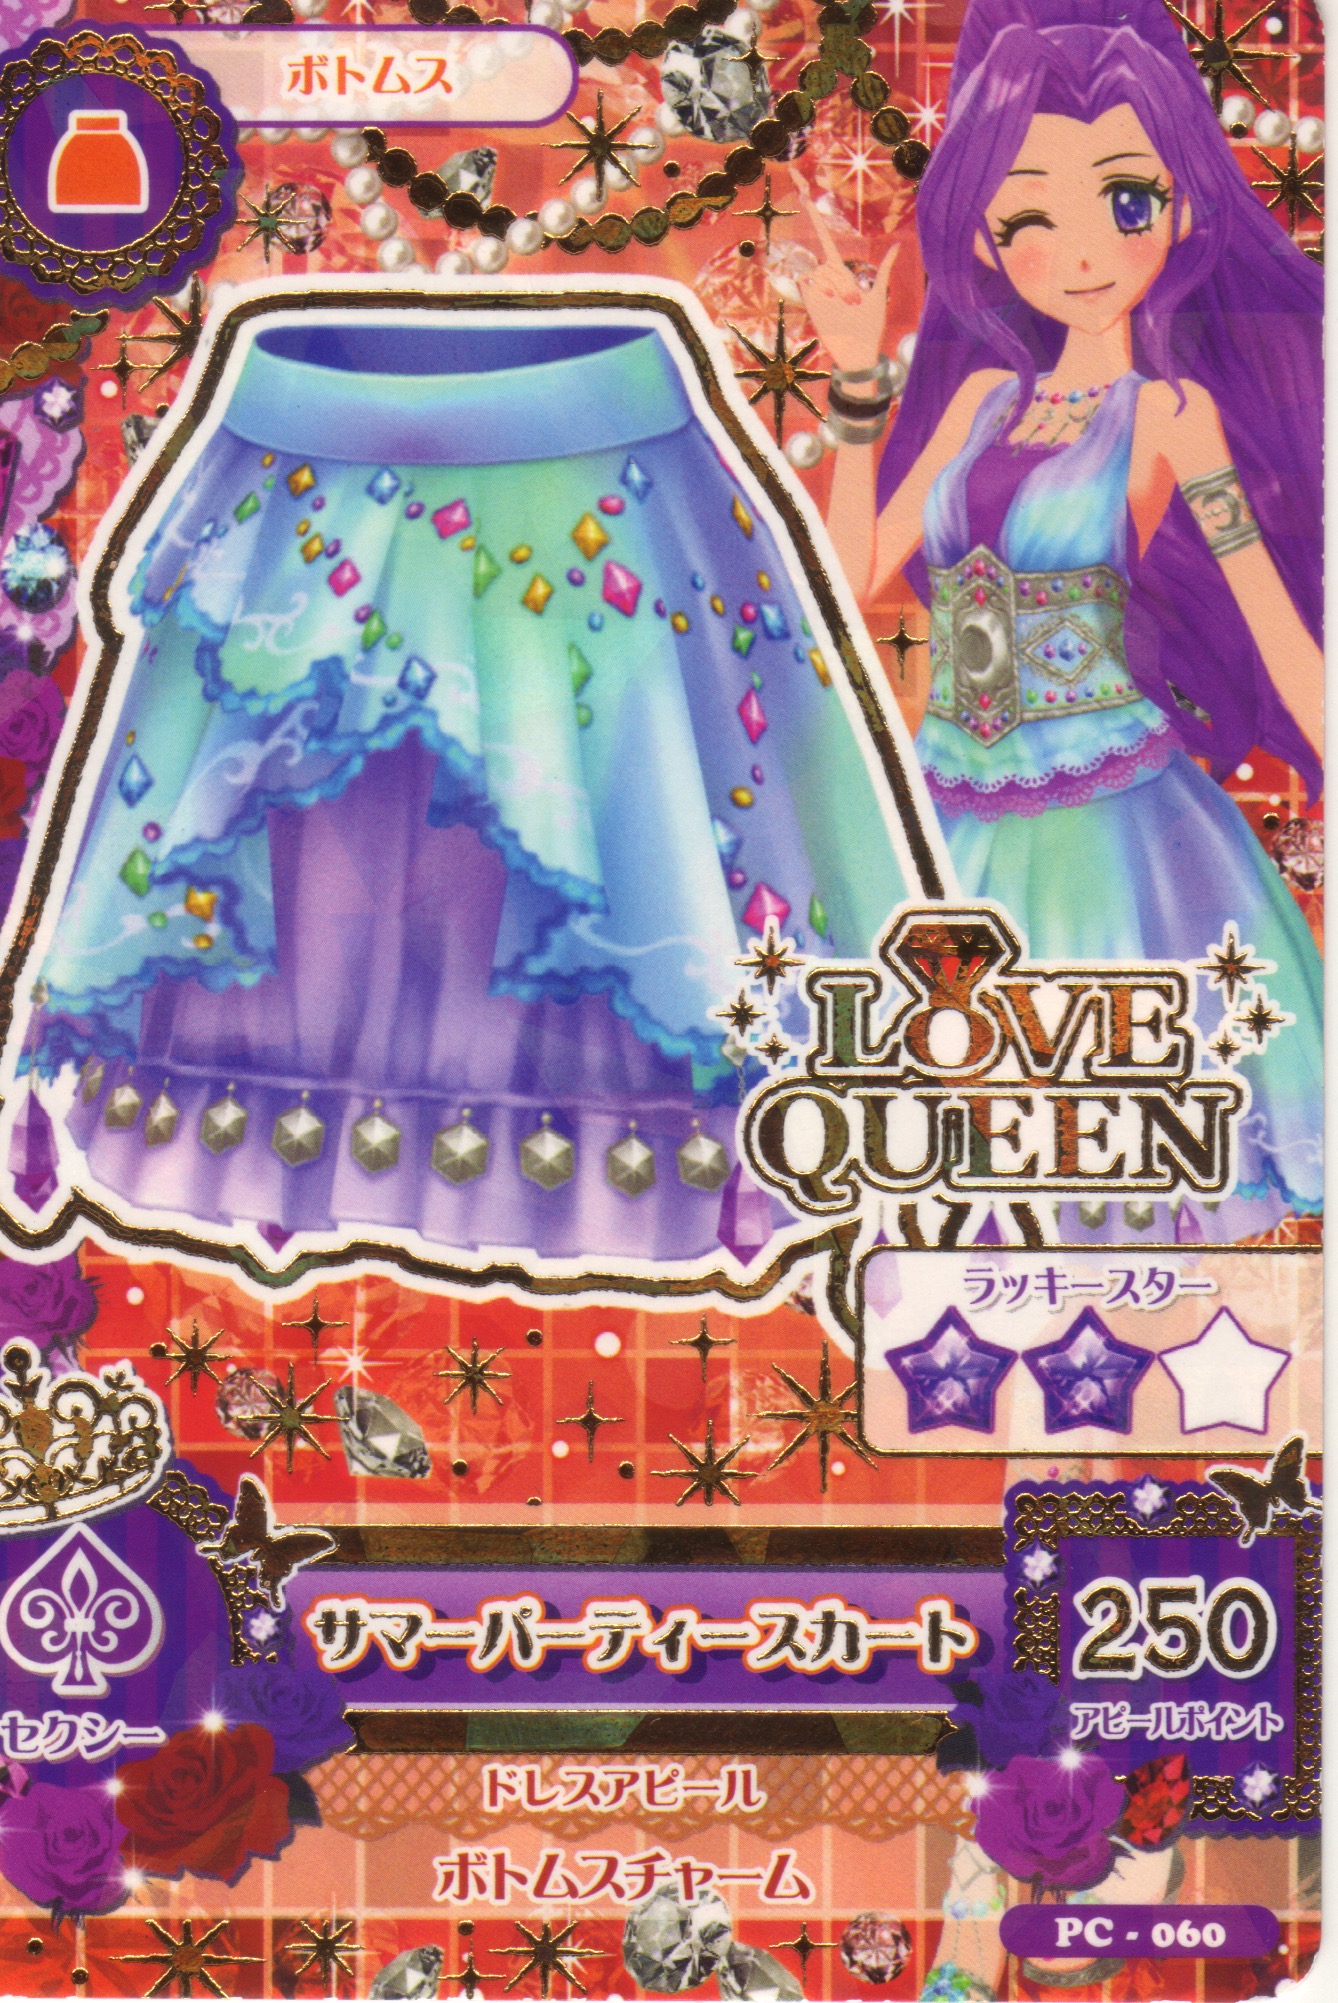 ボトムス
LOVE
QUEEN
ラッキースター
サマーパーティースカート
250
アピールポイント
セクシー
ドレスアピール
ボトムスチャーム
PC - 060